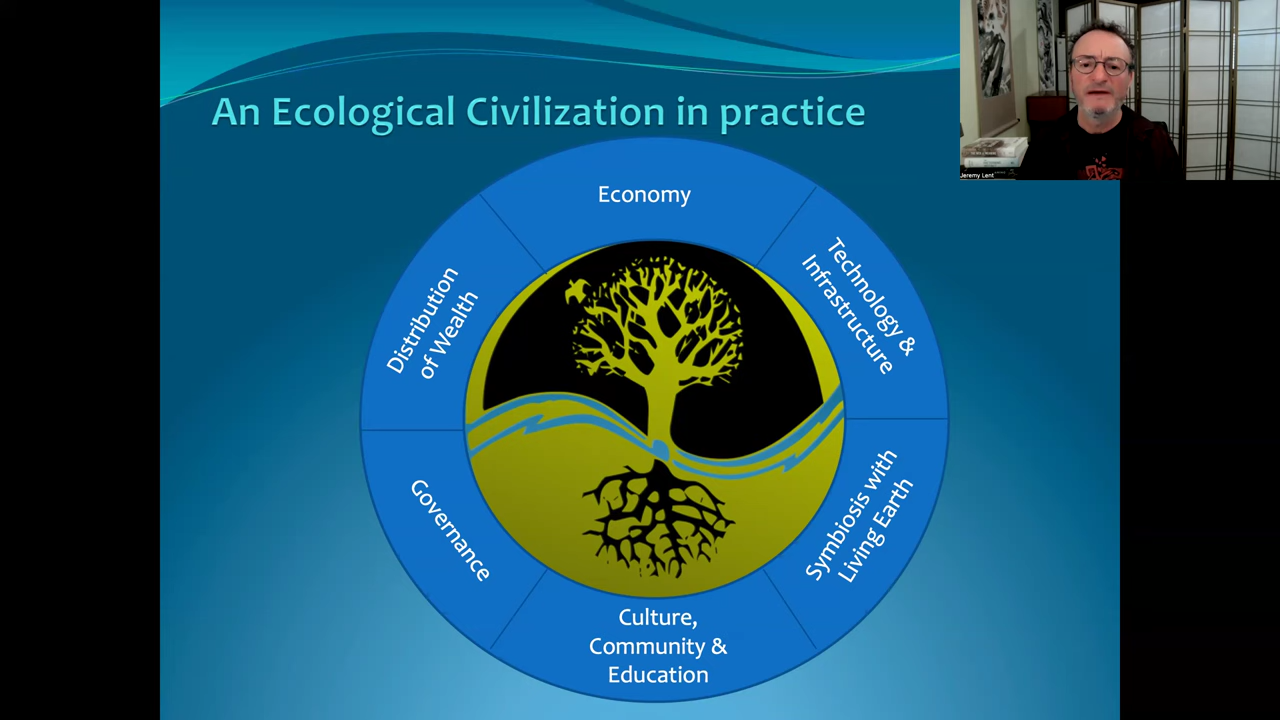 An Ecological Civilization in practice
Jeremy Lent
Economy
Technology &
Infrastructure
Symbiosis with
Living Earth
Culture,
Community &
Education
Governance
Distribution
of Wealth